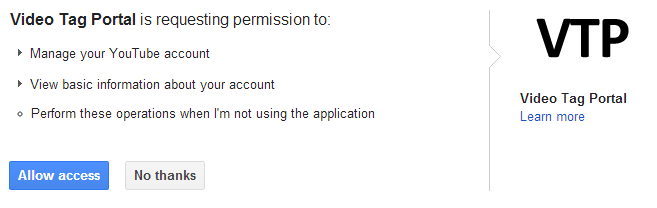 Video Tag Portal is requesting permission to:
Manage your YouTube account
View basic information about your account
Perform these operations when I'm not using the application
Allow access
No thanks
VTP
Video Tag Portal
Learn more